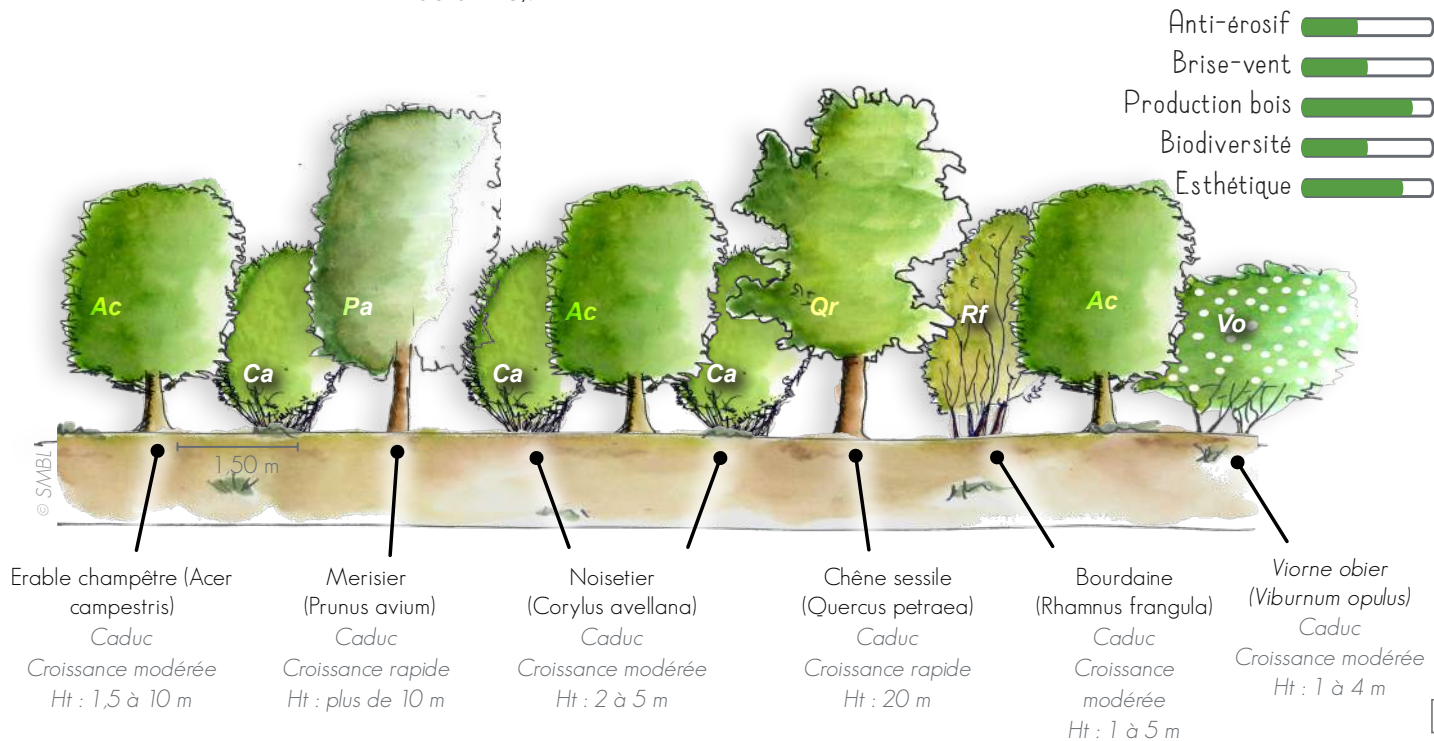 Anti-érosif
Brise-vent
Production bois
Biodiversité
Esthétique
Ac
Ca
Pa
Ca
Ac
Ca
Qr
Rf
Ac
Vo
1,50 m
© SMBL
Erable champêtre (Acer
campestris)
Caduc
Croissance modérée
Ht : 1,5 à 10 m
Merisier
(Prunus avium)
Caduc
Croissance rapide
Ht : plus de 10 m
Noisetier
(Corylus avellana)
Caduc
Croissance modérée
Ht : 2 à 5 m
Chêne sessile
(Quercus petraea)
Caduc
Croissance rapide
Ht : 20 m
Bourdaine
(Rhamnus frangula)
Caduc
Croissance
modérée
Ht : 1 à 5 m
Viorne obier
(Viburnum opulus)
Caduc
Croissance modérée
Ht : 1 à 4 m